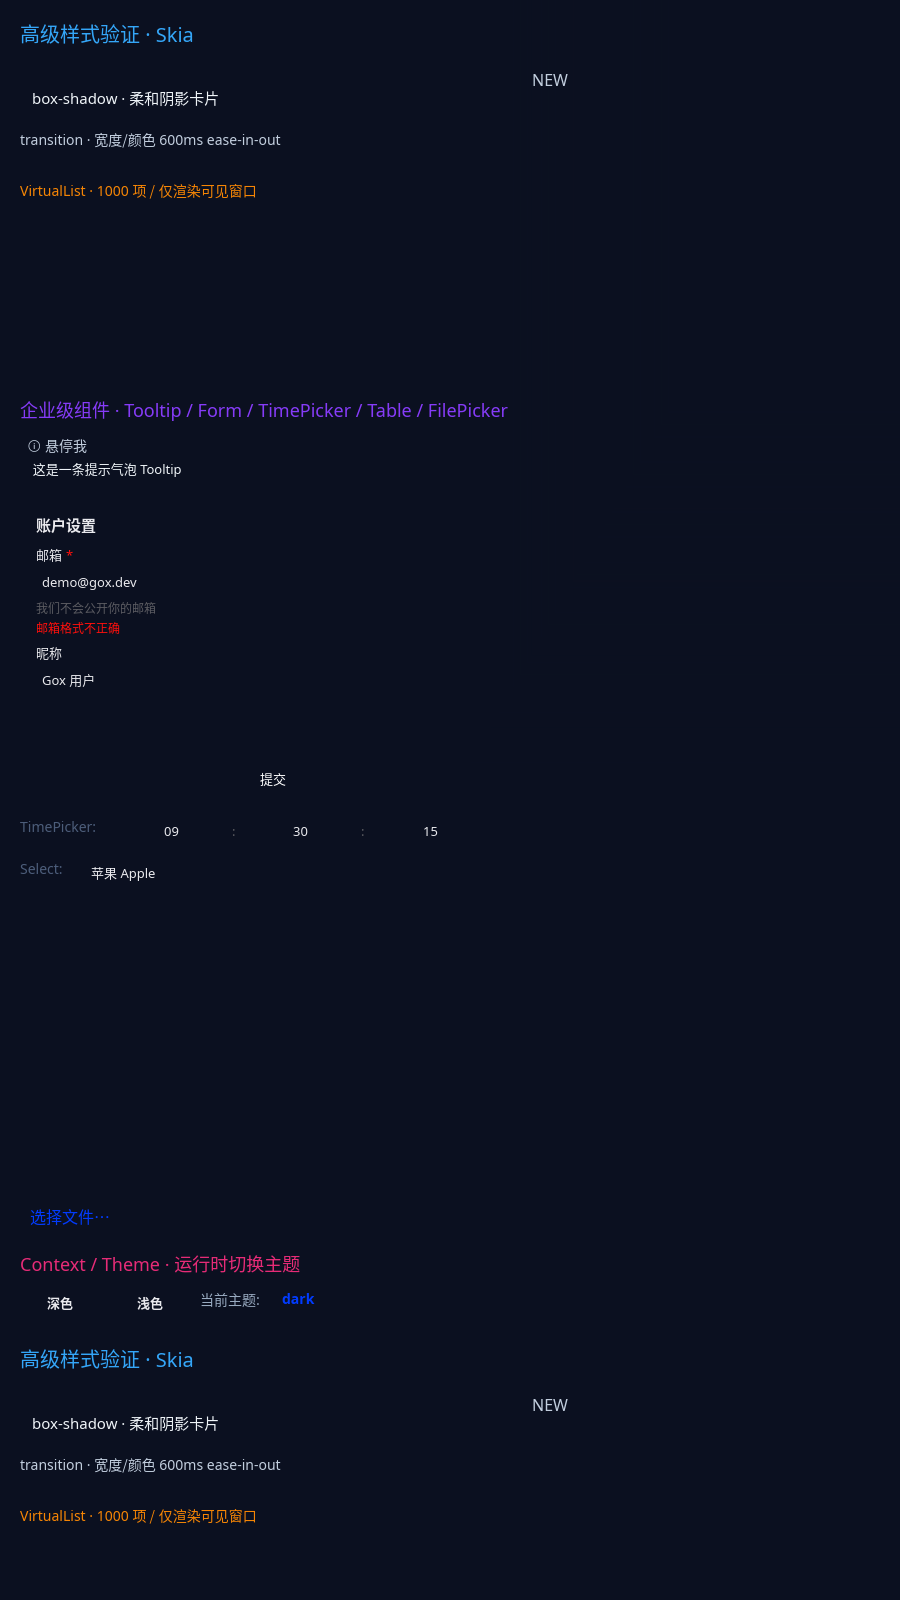 高级样式验证 · Skia
NEW
box-shadow · 柔和阴影卡片
transition · 宽度/颜色 600ms ease-in-out
VirtualList · 1000 项 / 仅渲染可见窗口
企业级组件 · Tooltip / Form / TimePicker / Table / FilePicker
ⓘ 悬停我
这是一条提示气泡 Tooltip
账户设置
邮箱 *
demo@gox.dev
我们不会公开你的邮箱
邮箱格式不正确
昵称
Gox 用户
提交
TimePicker: 09 : 30 : 15
Select: 苹果 Apple
选择文件…
Context / Theme · 运行时切换主题
深色 浅色 当前主题: dark
高级样式验证 · Skia
NEW
box-shadow · 柔和阴影卡片
transition · 宽度/颜色 600ms ease-in-out
VirtualList · 1000 项 / 仅渲染可见窗口